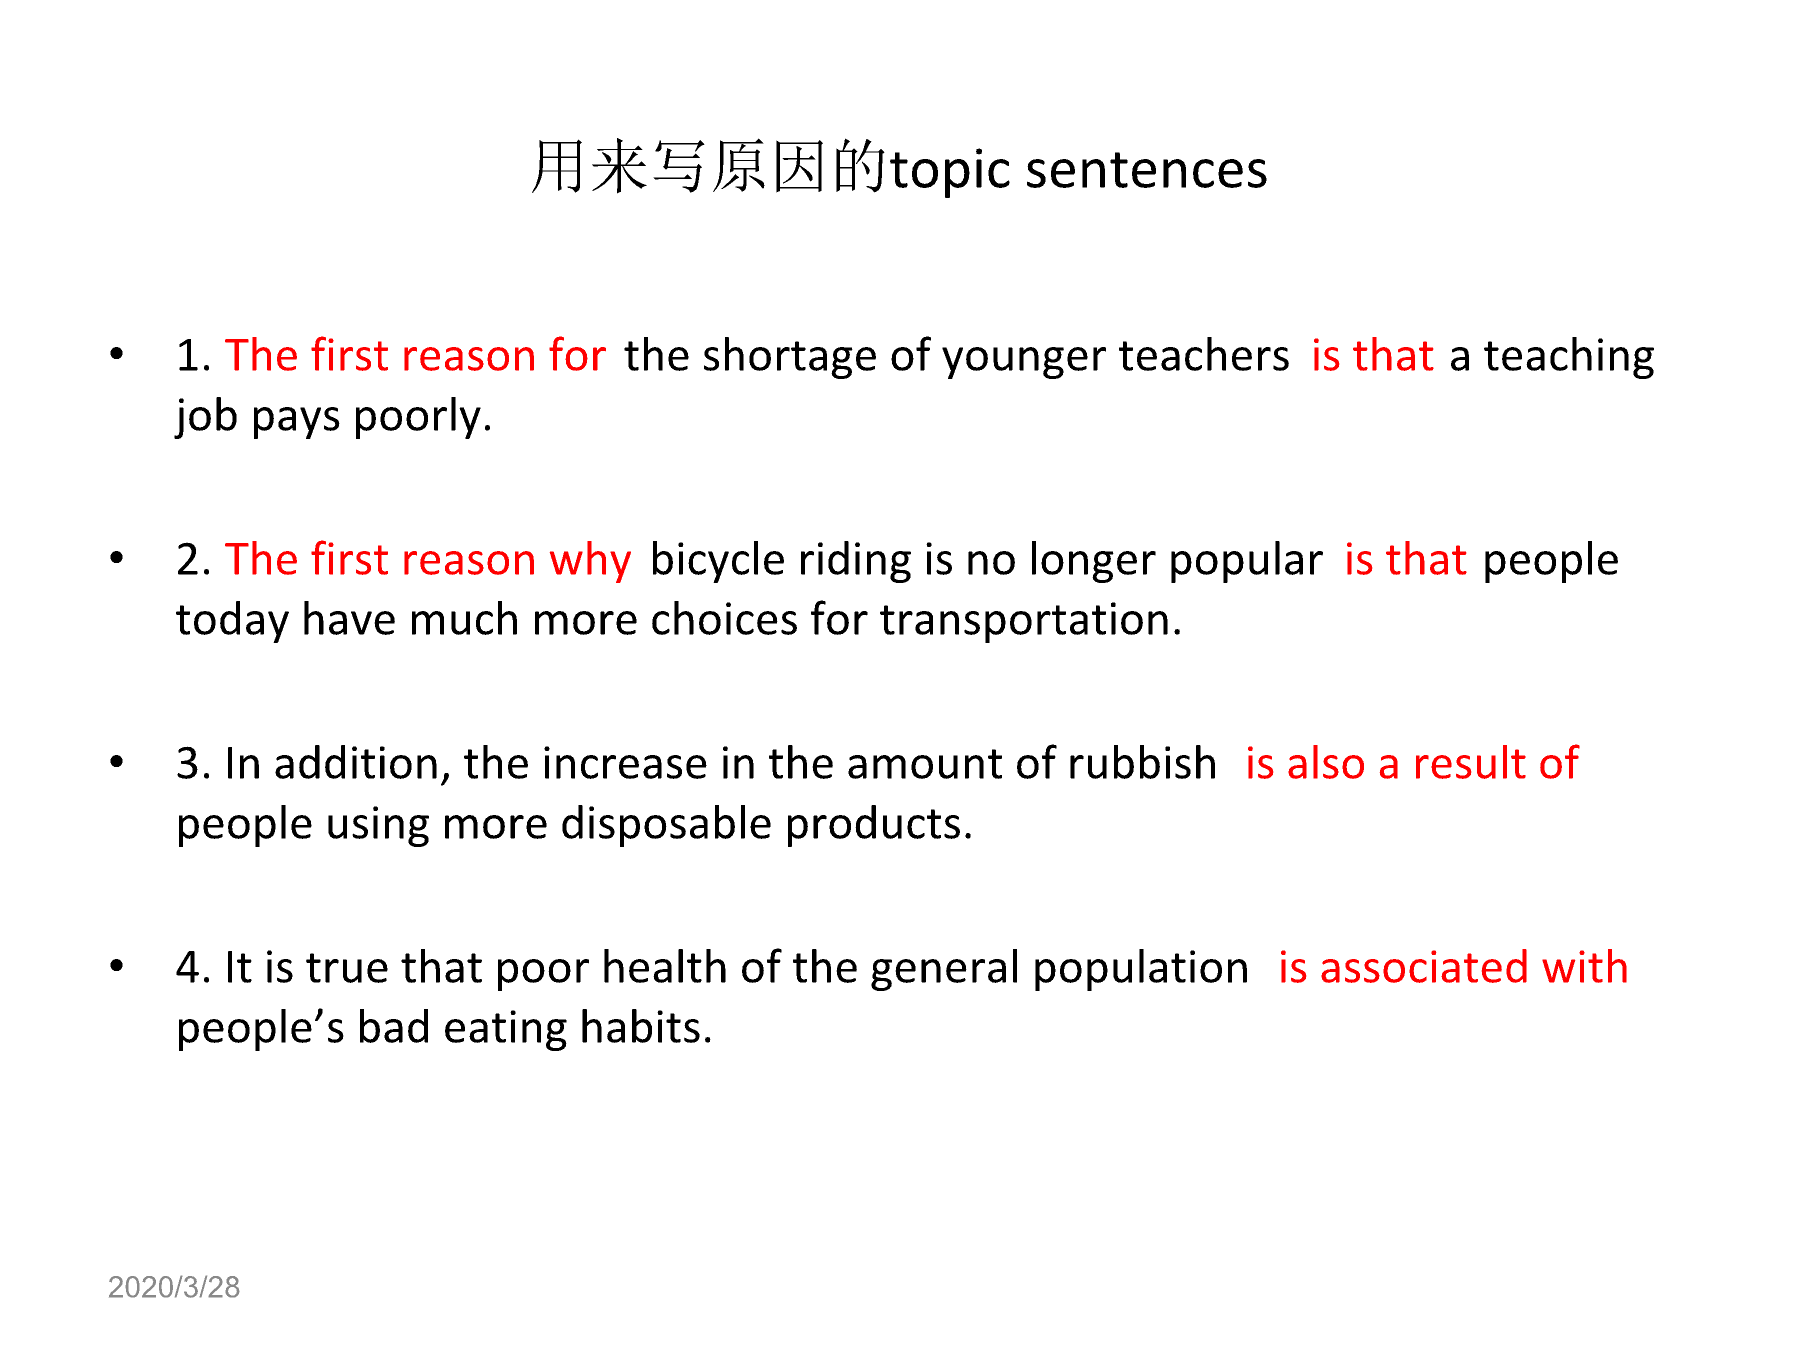 用来写原因的topic sentences
• 1. The first reason for the shortage of younger teachers is that a teaching
job pays poorly.
• 2. The first reason why bicycle riding is no longer popular is that people
today have much more choices for transportation.
• 3. In addition, the increase in the amount of rubbish is also a result of
people using more disposable products.
• 4. It is true that poor health of the general population is associated with
people’s bad eating habits.
2020/3/28